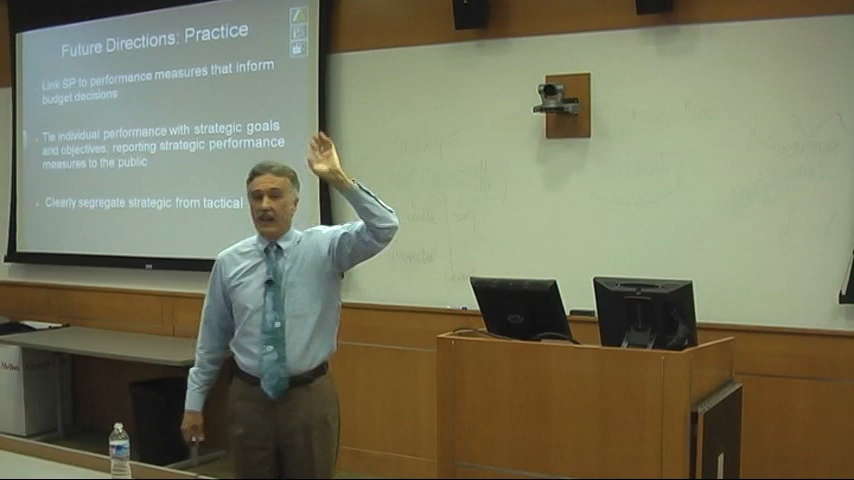 Future Directions: Practice
Link SP to performance measures that inform
budget decisions
Tie individual performance with strategic goals
and objectives, reporting strategic performance
measures to the public
Clearly segregate strategic from tactical
Mellon